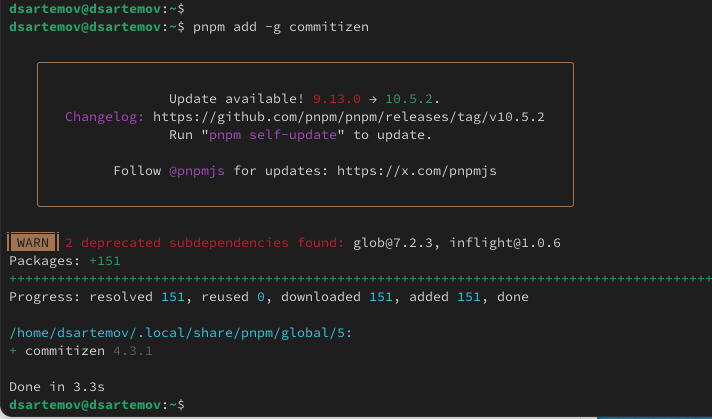 dsartemov@dsartemov:~$
dsartemov@dsartemov:~$ pnpm add -g commitizen
Update available! 9.13.0 → 10.5.2.
Changelog: https://github.com/pnpm/pnpm/releases/tag/v10.5.2
Run "pnpm self-update" to update.
Follow @pnpmjs for updates: https://x.com/pnpmjs
WARN 2 deprecated subdependencies found: glob@7.2.3, inflight@1.0.6
Packages: +151
++++++++++++++++++++++++++++++++++++++++++++++++++++++++++++++++++++++++++++++++++++++++
Progress: resolved 151, reused 0, downloaded 151, added 151, done
/home/dsartemov/.local/share/pnpm/global/5:
+ commitizen 4.3.1
Done in 3.3s
dsartemov@dsartemov:~$